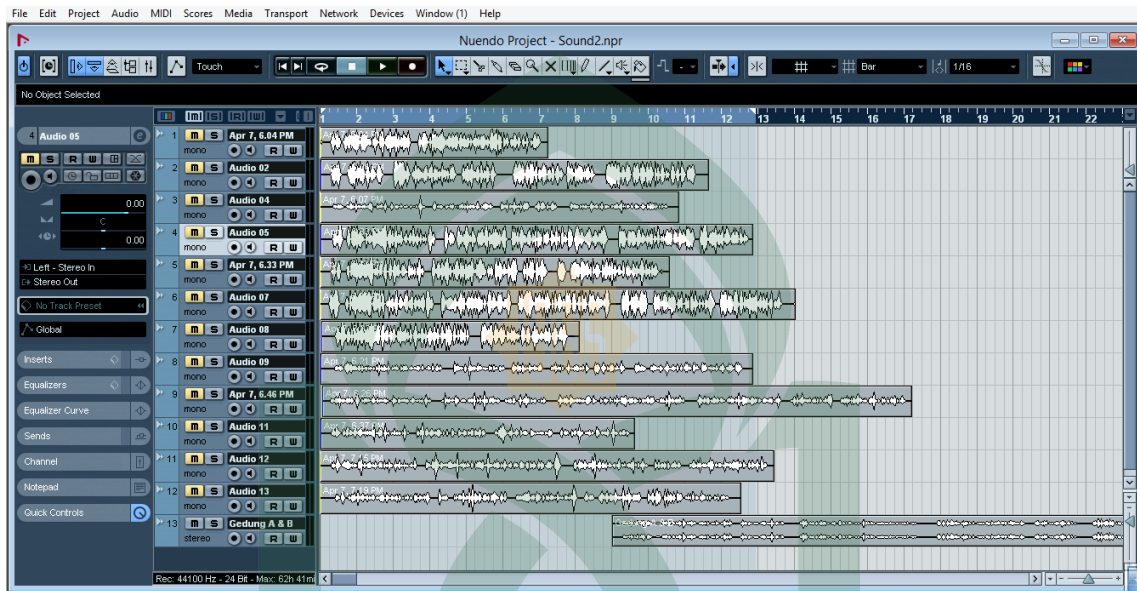 File Edit Project Audio MIDI Scores Media Transport Network Devices Window (1) Help
Nuendo Project - Sound2.npr
Touch
Bar
1/16
No Object Selected
1 2 3 4 5 6 7 8 9 10 11 12 13 14 15 16 17 18 19 20 21 22
4 Audio 05
m S R W
0.00
C
0.00
Left - Stereo In
Stereo Out
No Track Preset
Global
Inserts
Equalizers
Equalizer Curve
Sends
Channel
Notepad
Quick Controls
1 m S Apr 7, 6.04 PM
mono R W
2 m S Audio 02
mono R W
3 m S Audio 04
mono R W
Apr 7, 6.07 PM
4 m S Audio 05
mono R W
5 m S Apr 7, 6.33 PM
mono R W
6 m S Audio 07
mono R W
7 m S Audio 08
mono R W
8 m S Audio 09
mono R W
Apr 7, 6.31 PM
9 m S Apr 7, 6.46 PM
mono R W
10 m S Audio 11
mono R W
11 m S Audio 12
mono R W
12 m S Audio 13
mono R W
Apr 7, 7.19 PM
13 m S Gedung A & B
stereo R W
Rec: 44100 Hz - 24 Bit - Max: 62h 41mi